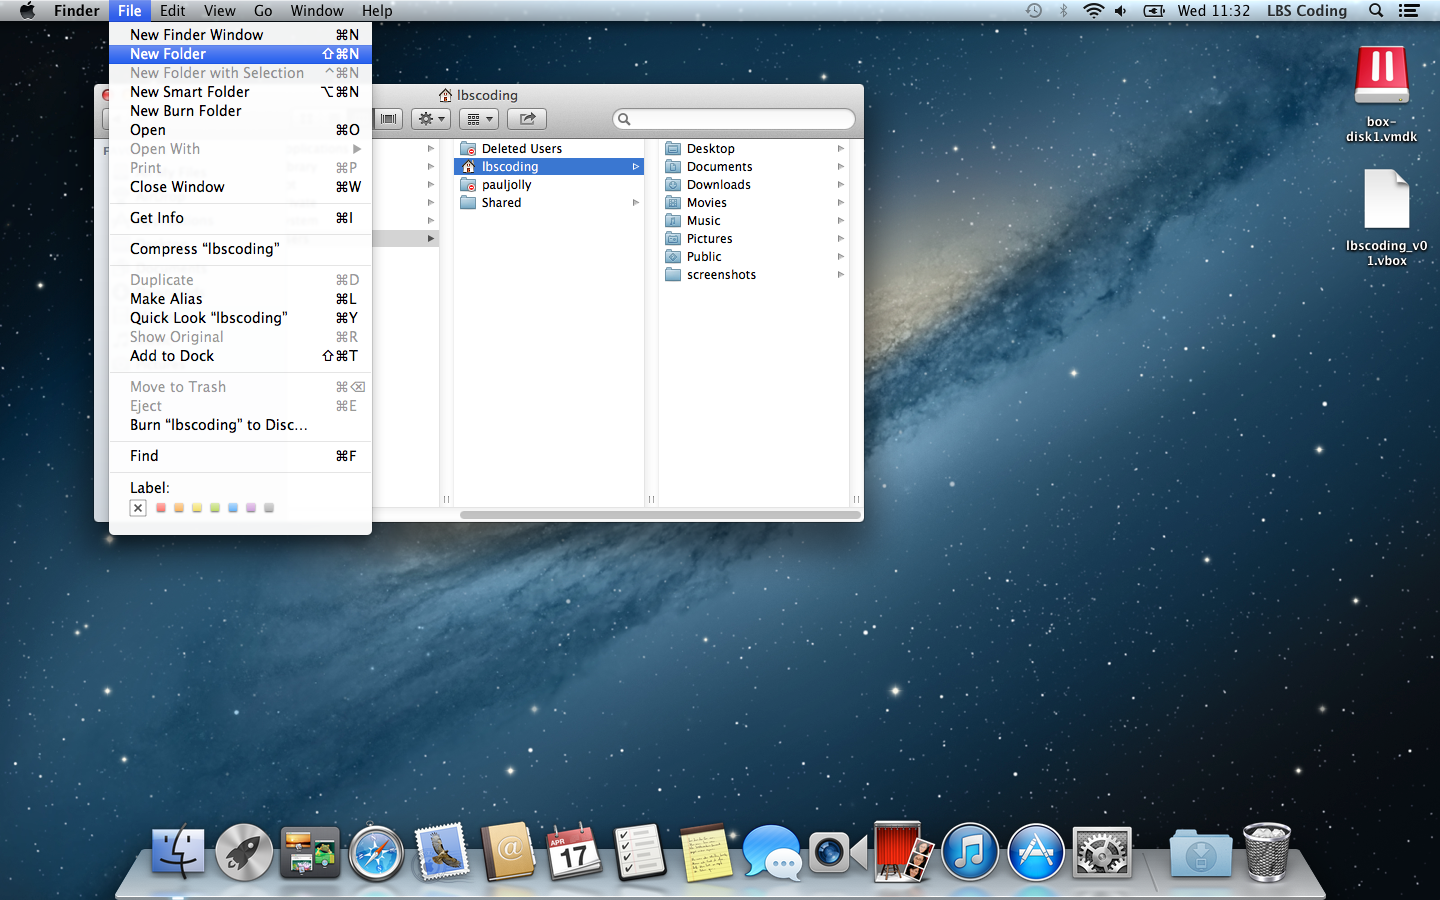 Finder File Edit View Go Window Help Wed 11:32 LBS Coding
New Finder Window ⌘N
New Folder ⇧⌘N
New Folder with Selection ^⌘N
New Smart Folder ⌥⌘N
New Burn Folder
Open ⌘O
Open With
Print ⌘P
Close Window ⌘W
Get Info ⌘I
Compress “lbscoding”
Duplicate ⌘D
Make Alias ⌘L
Quick Look “lbscoding” ⌘Y
Show Original ⌘R
Add to Dock ⇧⌘T
Move to Trash ⌘⌫
Eject ⌘E
Burn “lbscoding” to Disc...
Find ⌘F
Label:
lbscoding
Deleted Users
lbscoding
pauljolly
Shared
Desktop
Documents
Downloads
Movies
Music
Pictures
Public
screenshots
box-
disk1.vmdk
lbscoding_v0
1.vbox
APR
17